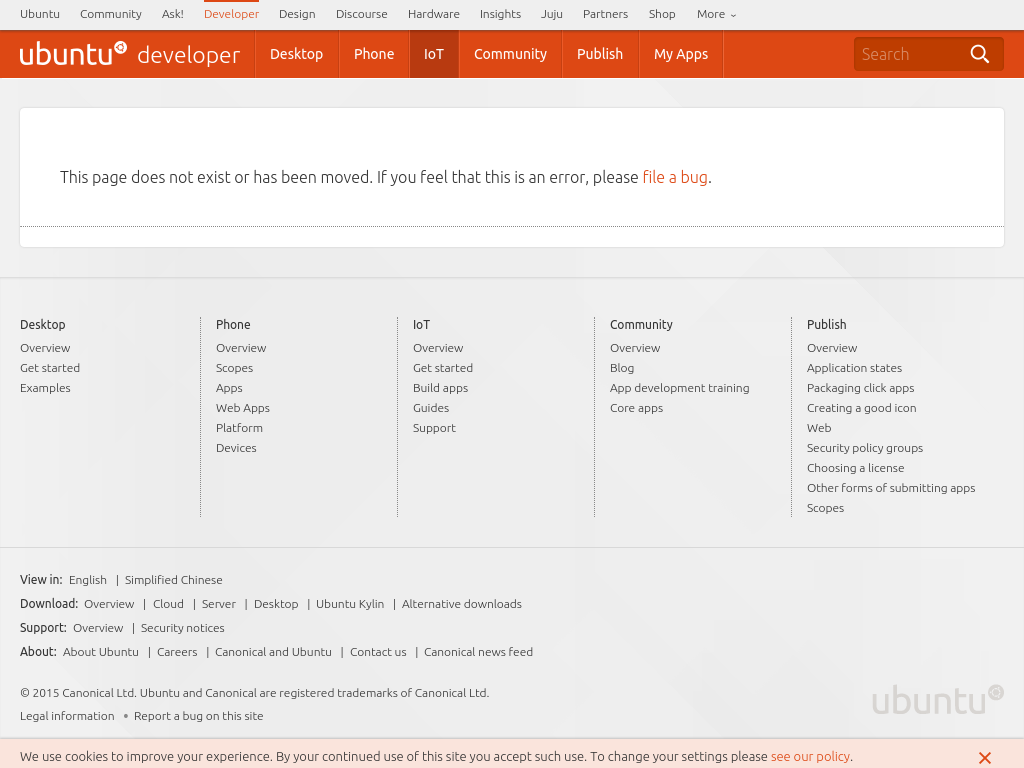 Ubuntu Community Ask! Developer Design Discourse Hardware Insights Juju Partners Shop More
ubuntu developer Desktop Phone IoT Community Publish My Apps Search
This page does not exist or has been moved. If you feel that this is an error, please file a bug.
Desktop
Overview
Get started
Examples
Phone
Overview
Scopes
Apps
Web Apps
Platform
Devices
IoT
Overview
Get started
Build apps
Guides
Support
Community
Overview
Blog
App development training
Core apps
Publish
Overview
Application states
Packaging click apps
Creating a good icon
Web
Security policy groups
Choosing a license
Other forms of submitting apps
Scopes
View in: English | Simplified Chinese
Download: Overview | Cloud | Server | Desktop | Ubuntu Kylin | Alternative downloads
Support: Overview | Security notices
About: About Ubuntu | Careers | Canonical and Ubuntu | Contact us | Canonical news feed
© 2015 Canonical Ltd. Ubuntu and Canonical are registered trademarks of Canonical Ltd.
Legal information • Report a bug on this site
ubuntu
We use cookies to improve your experience. By your continued use of this site you accept such use. To change your settings please see our policy.